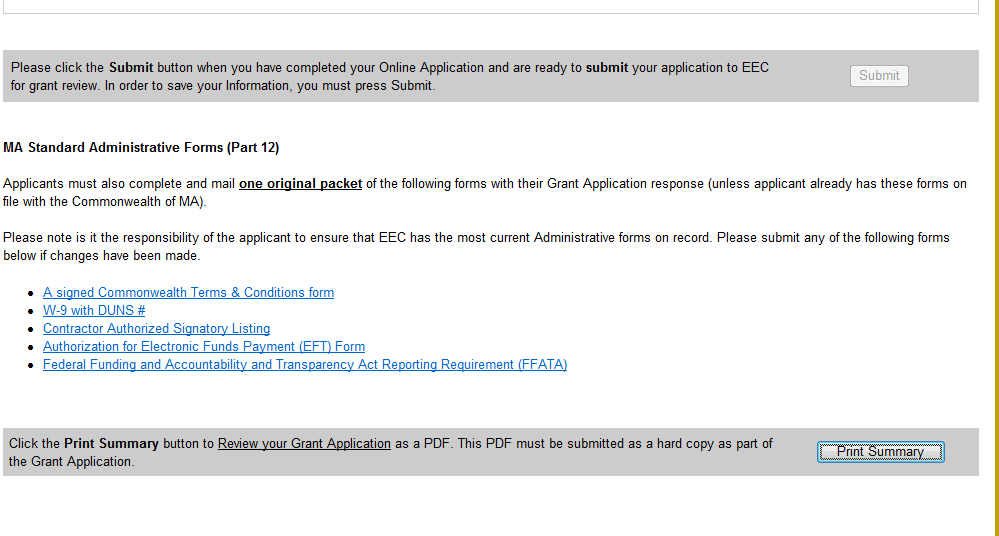 Please click the Submit button when you have completed your Online Application and are ready to submit your application to EEC
for grant review. In order to save your Information, you must press Submit.
Submit
MA Standard Administrative Forms (Part 12)
Applicants must also complete and mail one original packet of the following forms with their Grant Application response (unless applicant already has these forms on
file with the Commonwealth of MA).
Please note is it the responsibility of the applicant to ensure that EEC has the most current Administrative forms on record. Please submit any of the following forms
below if changes have been made.
A signed Commonwealth Terms & Conditions form
W-9 with DUNS #
Contractor Authorized Signatory Listing
Authorization for Electronic Funds Payment (EFT) Form
Federal Funding and Accountability and Transparency Act Reporting Requirement (FFATA)
Click the Print Summary button to Review your Grant Application as a PDF. This PDF must be submitted as a hard copy as part of
the Grant Application.
Print Summary